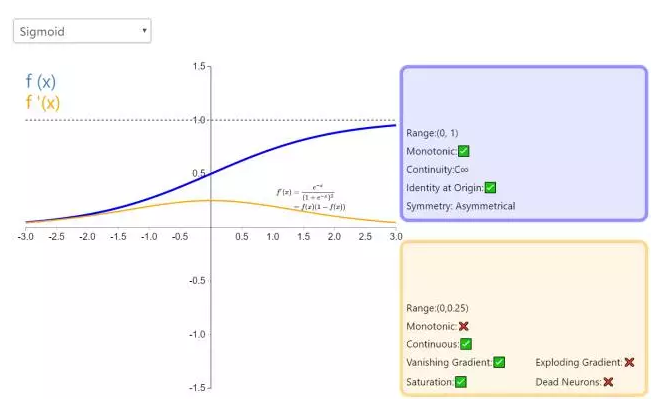 Sigmoid
f (x)
f '(x)
1.5
1.0
0.5
-0.5
-1.0
-1.5
-3.0 -2.5 -2.0 -1.5 -1.0 -0.5 0.5 1.0 1.5 2.0 2.5 3.0
f'(x) = e^{-x} / (1 + e^{-x})^2
= f(x)(1 − f(x))
Range:(0, 1)
Monotonic:✅
Continuity:C∞
Identity at Origin:✅
Symmetry: Asymmetrical
Range:(0,0.25)
Monotonic:❌
Continuous:✅
Vanishing Gradient:✅ Exploding Gradient:❌
Saturation:✅ Dead Neurons:❌